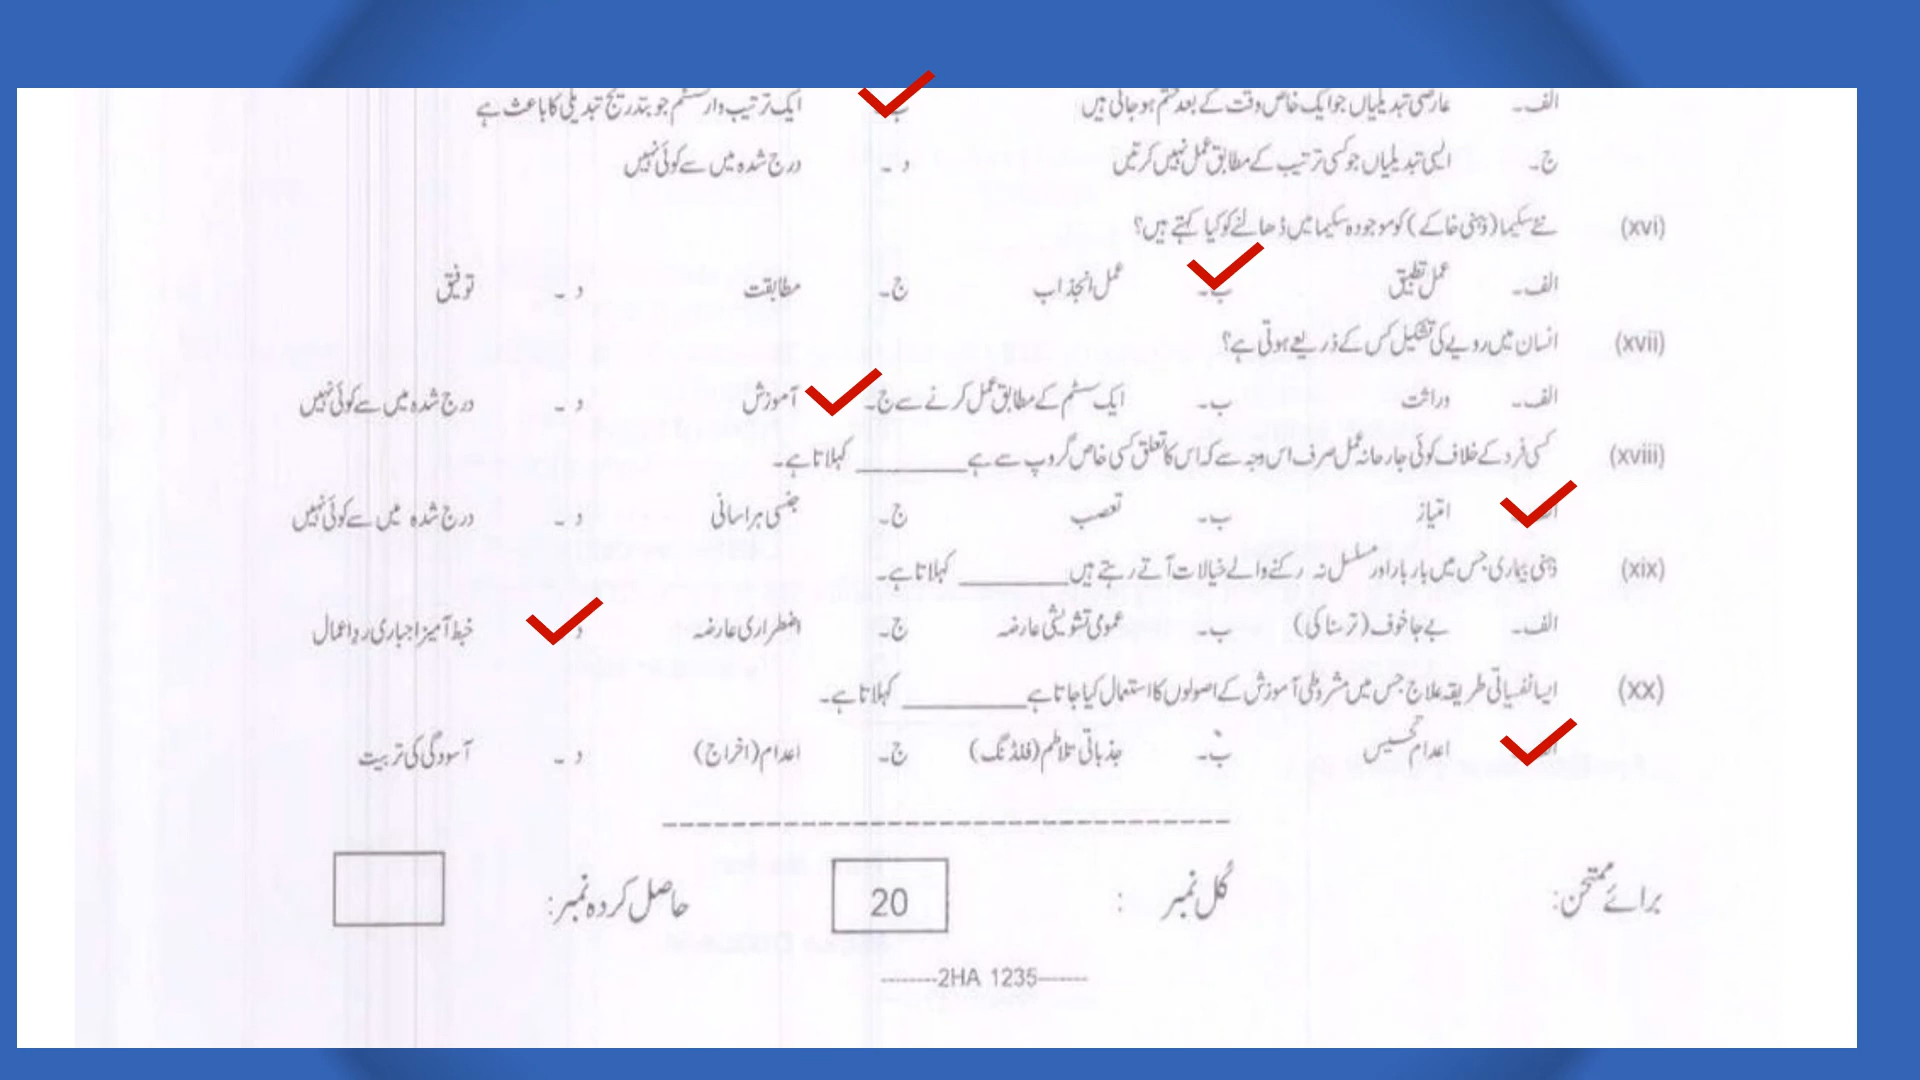 الف۔ عارضی تبدیلیاں جو ایک خاص وقت کے بعد ختم ہو جاتی ہیں ب۔ ایک ترتیب وار سسٹم جو بتدریج تبدیلی کا باعث ہے
ج۔ ایسی تبدیلیاں جو کسی ترتیب کے مطابق عمل نہیں کرتیں د۔ درج شدہ میں سے کوئی نہیں
(xvi) نئے سکیما (ذہنی خاکے) کو موجودہ سکیما میں ڈھالنے کو کیا کہتے ہیں؟
الف۔ عمل تطبیق ب۔ عمل انجذاب ج۔ مطابقت د۔ توفیق
(xvii) انسان میں رویے کی تشکیل کس کے ذریعے ہوتی ہے؟
الف۔ وراثت ب۔ ایک سسٹم کے مطابق عمل کرنے سے ج۔ آموزش د۔ درج شدہ میں سے کوئی نہیں
(xviii) کسی فرد کے خلاف کوئی جارحانہ عمل صرف اس وجہ سے کہ اس کا تعلق کسی خاص گروپ سے ہے ________ کہلاتا ہے۔
الف۔ امتیاز ب۔ تعصب ج۔ جنسی ہراسانی د۔ درج شدہ میں سے کوئی نہیں
(xix) ذہنی بیماری جس میں بار بار اور مسلسل نہ رکنے والے خیالات آتے رہتے ہیں ________ کہلاتا ہے۔
الف۔ بے جا خوف (ترسناکی) ب۔ عمومی تشویشی عارضہ ج۔ اضطراری عارضہ د۔ خبط آمیز اجباری ردِ اعمال
(xx) ایسا نفسیاتی طریقہ علاج جس میں مشروطی آموزش کے اصولوں کا استعمال کیا جاتا ہے ________ کہلاتا ہے۔
الف۔ اعدام تحسیس ب۔ جذباتی تلاطم (فلڈنگ) ج۔ اعدام (اخراج) د۔ آسودگی کی تربیت
برائے ممتحن: کُل نمبر : 20 حاصل کردہ نمبر:
-------2HA 1235------